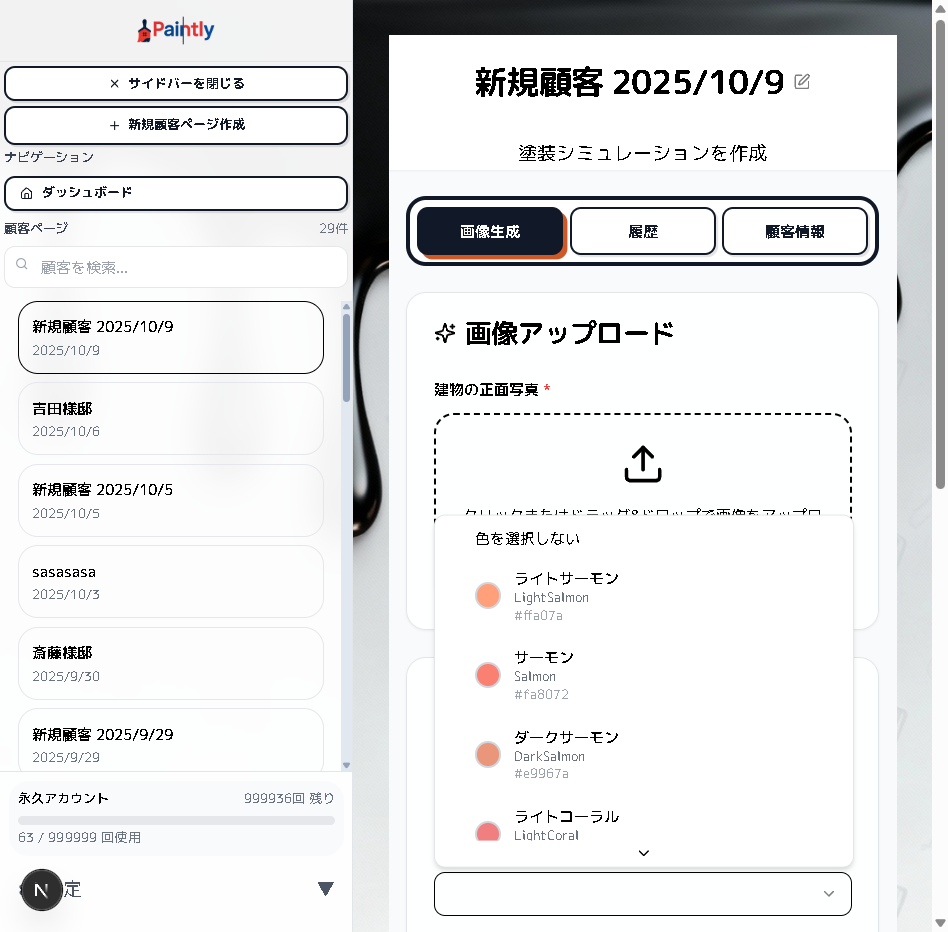 Paintly
サイドバーを閉じる
新規顧客ページ作成
ナビゲーション
ダッシュボード
顧客ページ 29件
顧客を検索...
新規顧客 2025/10/9
2025/10/9
吉田様邸
2025/10/6
新規顧客 2025/10/5
2025/10/5
sasasasa
2025/10/3
斎藤様邸
2025/9/30
新規顧客 2025/9/29
2025/9/29
永久アカウント 999936回 残り
63 / 999999 回使用
N
定
新規顧客 2025/10/9
塗装シミュレーションを作成
画像生成 履歴 顧客情報
画像アップロード
建物の正面写真 *
クリックまたはドラッグ&ドロップで画像をアップロ
色を選択しない
ライトサーモン
LightSalmon
#ffa07a
サーモン
Salmon
#fa8072
ダークサーモン
DarkSalmon
#e9967a
ライトコーラル
LightCoral